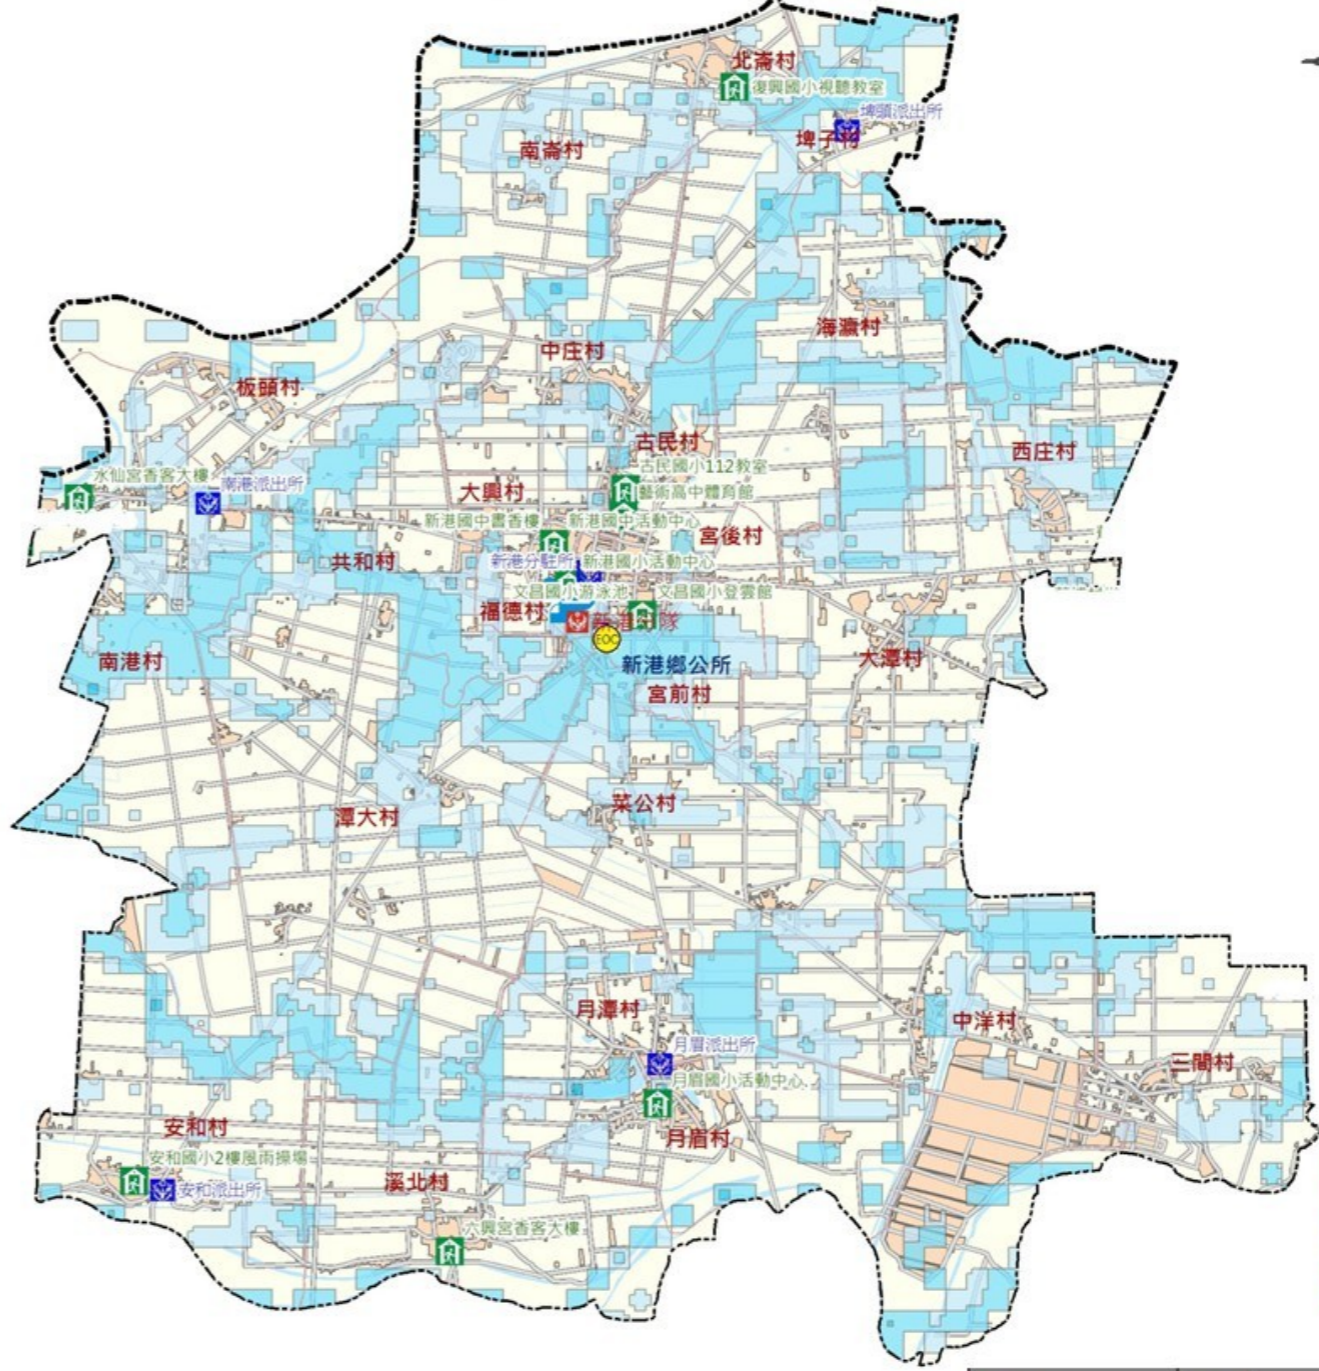 北崙村
復興國小視聽教室
埤頭派出所
埤子村
南崙村
海瀛村
中庄村
板頭村
古民村
西庄村
古民國小112教室
水仙宮香客大樓
南港派出所
大興村
藝術高中體育館
新港國中書香樓
新港國中活動中心
宮後村
共和村
新港分駐所
新港國小活動中心
文昌國小游泳池
文昌國小登雲館
福德村
新港分隊
EOC
南港村
新港鄉公所
大潭村
宮前村
菜公村
潭大村
月潭村
中洋村
月眉派出所
三間村
月眉國小活動中心
安和村
月眉村
安和國小2樓風雨操場
溪北村
安和派出所
六興宮香客大樓